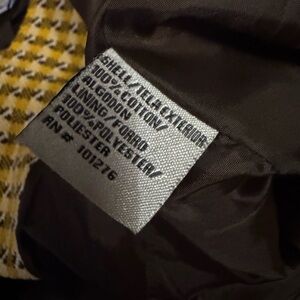 SHELL/TELA EXTERIOR:
100% COTTON/
ALGODON
LINING/FORRO
100% POLYESTER/
POLIESTER
RN # 101276